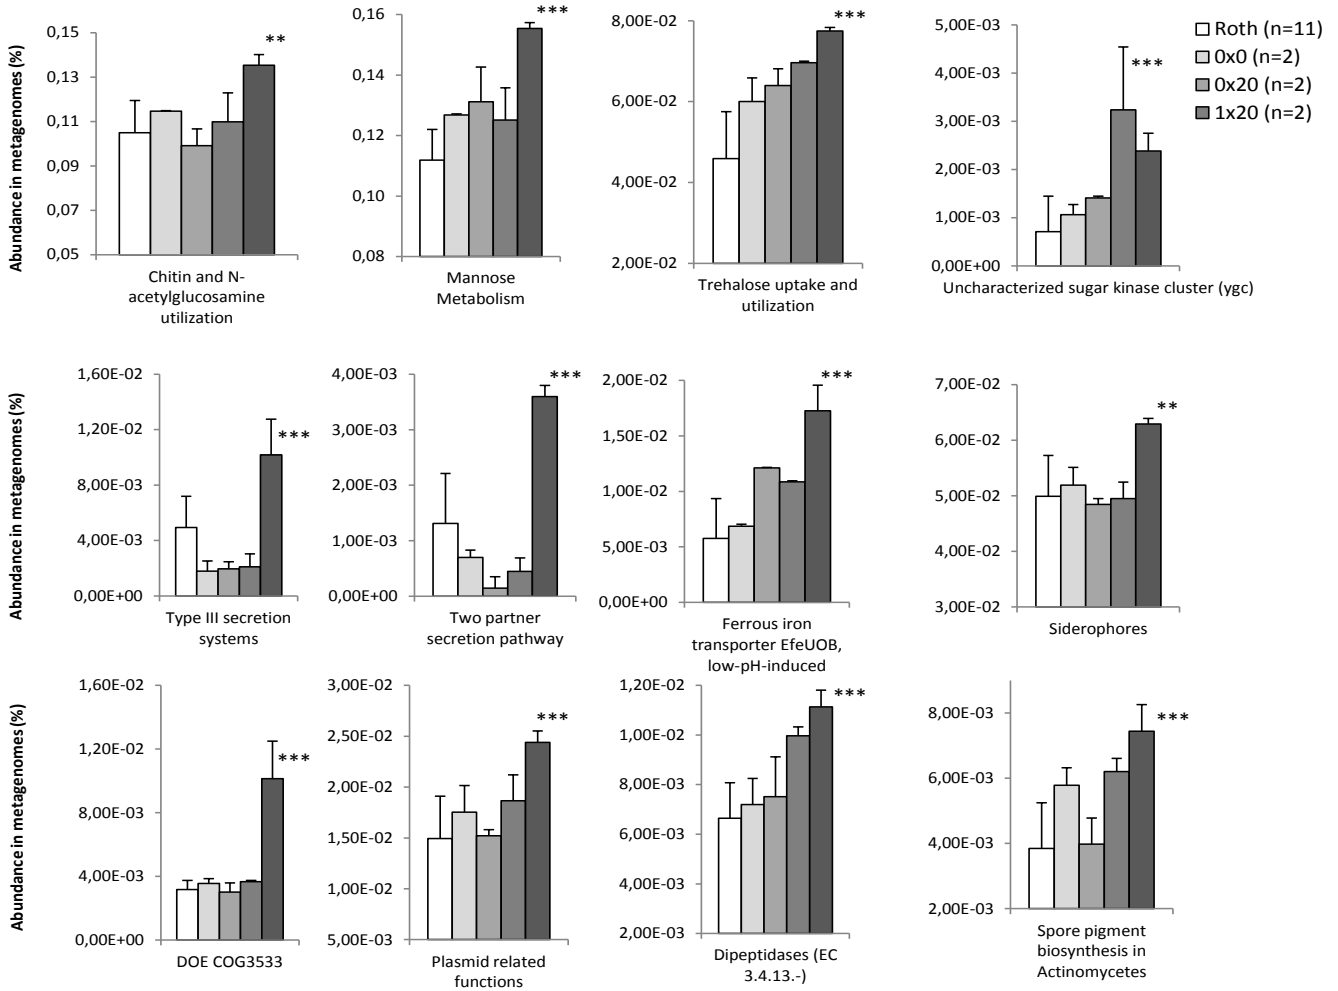 Abundance in metagenomes (%)
0,15
0,13
0,11
0,09
0,07
0,05
**
Chitin and N-
acetylglucosamine
utilization
0,16
0,14
0,12
0,10
0,08
***
Mannose
Metabolism
8,00E-02
6,00E-02
4,00E-02
2,00E-02
***
Trehalose uptake and
utilization
5,00E-03
4,00E-03
3,00E-03
2,00E-03
1,00E-03
0,00E+00
***
Uncharacterized sugar kinase cluster (ygc)
Roth (n=11)
0x0 (n=2)
0x20 (n=2)
1x20 (n=2)
Abundance in metagenomes (%)
1,60E-02
1,20E-02
8,00E-03
4,00E-03
0,00E+00
***
Type III secretion
systems
4,00E-03
3,00E-03
2,00E-03
1,00E-03
0,00E+00
***
Two partner
secretion pathway
2,00E-02
1,50E-02
1,00E-02
5,00E-03
0,00E+00
***
Ferrous iron
transporter EfeUOB,
low-pH-induced
7,00E-02
6,00E-02
5,00E-02
4,00E-02
3,00E-02
**
Siderophores
Abundance in metagenomes (%)
1,60E-02
1,20E-02
8,00E-03
4,00E-03
0,00E+00
***
DOE COG3533
3,00E-02
2,50E-02
2,00E-02
1,50E-02
1,00E-02
5,00E-03
***
Plasmid related
functions
1,20E-02
1,00E-02
8,00E-03
6,00E-03
4,00E-03
2,00E-03
***
Dipeptidases (EC
3.4.13.-)
8,00E-03
6,00E-03
4,00E-03
2,00E-03
***
Spore pigment
biosynthesis in
Actinomycetes